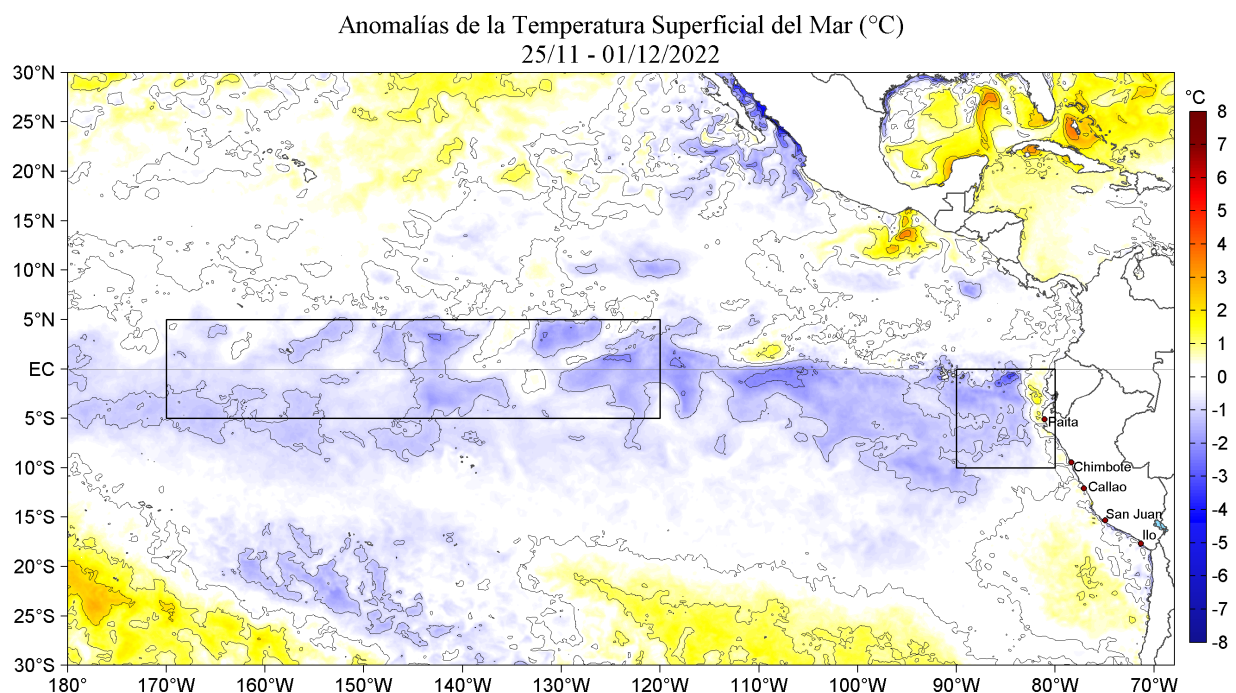 Anomalías de la Temperatura Superficial del Mar (°C)
25/11 - 01/12/2022
°C
30°N
25°N
20°N
15°N
10°N
5°N
EC
5°S
10°S
15°S
20°S
25°S
30°S
180°
170°W
160°W
150°W
140°W
130°W
120°W
110°W
100°W
90°W
80°W
70°W
Paita
Chimbote
Callao
San Juan
Ilo
8
7
6
5
4
3
2
1
0
-1
-2
-3
-4
-5
-6
-7
-8